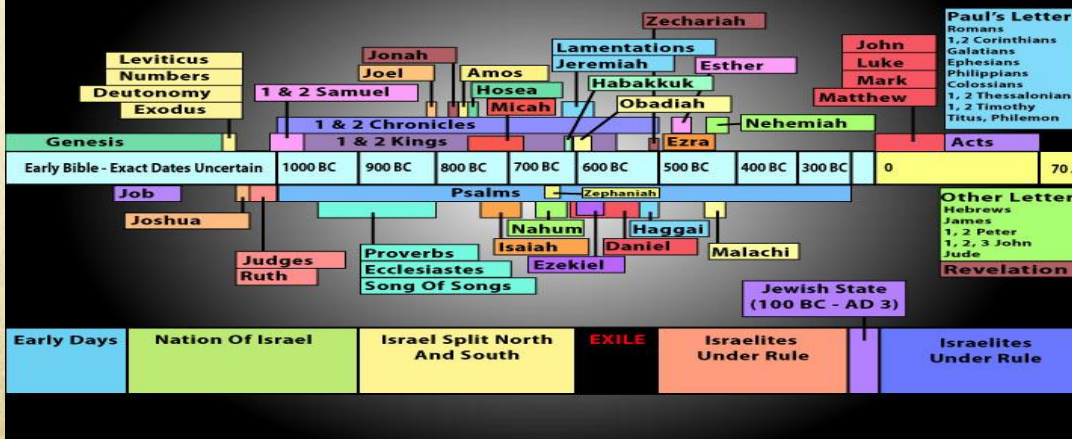 Zechariah
Paul's Letter
Romans
1,2 Corinthians
Galatians
Ephesians
Philippians
Colossians
1, 2 Thessalonian
1, 2 Timothy
Titus, Philemon
John
Luke
Mark
Matthew
Lamentations
Jeremiah
Esther
Habakkuk
Obadiah
Jonah
Joel
Amos
Hosea
Micah
Leviticus
Numbers
Deutonomy
Exodus
1 & 2 Samuel
1 & 2 Chronicles
Nehemiah
Genesis
1 & 2 Kings
Ezra
Acts
Early Bible - Exact Dates Uncertain
1000 BC
900 BC
800 BC
700 BC
600 BC
500 BC
400 BC
300 BC
0
70
Job
Psalms
Zephaniah
Joshua
Nahum
Haggai
Isaiah
Daniel
Malachi
Judges
Ruth
Proverbs
Ecclesiastes
Song Of Songs
Ezekiel
Other Letter
Hebrews
James
1, 2 Peter
1, 2, 3 John
Jude
Revelation
Jewish State
(100 BC - AD 3)
Early Days
Nation Of Israel
Israel Split North
And South
EXILE
Israelites
Under Rule
Israelites
Under Rule